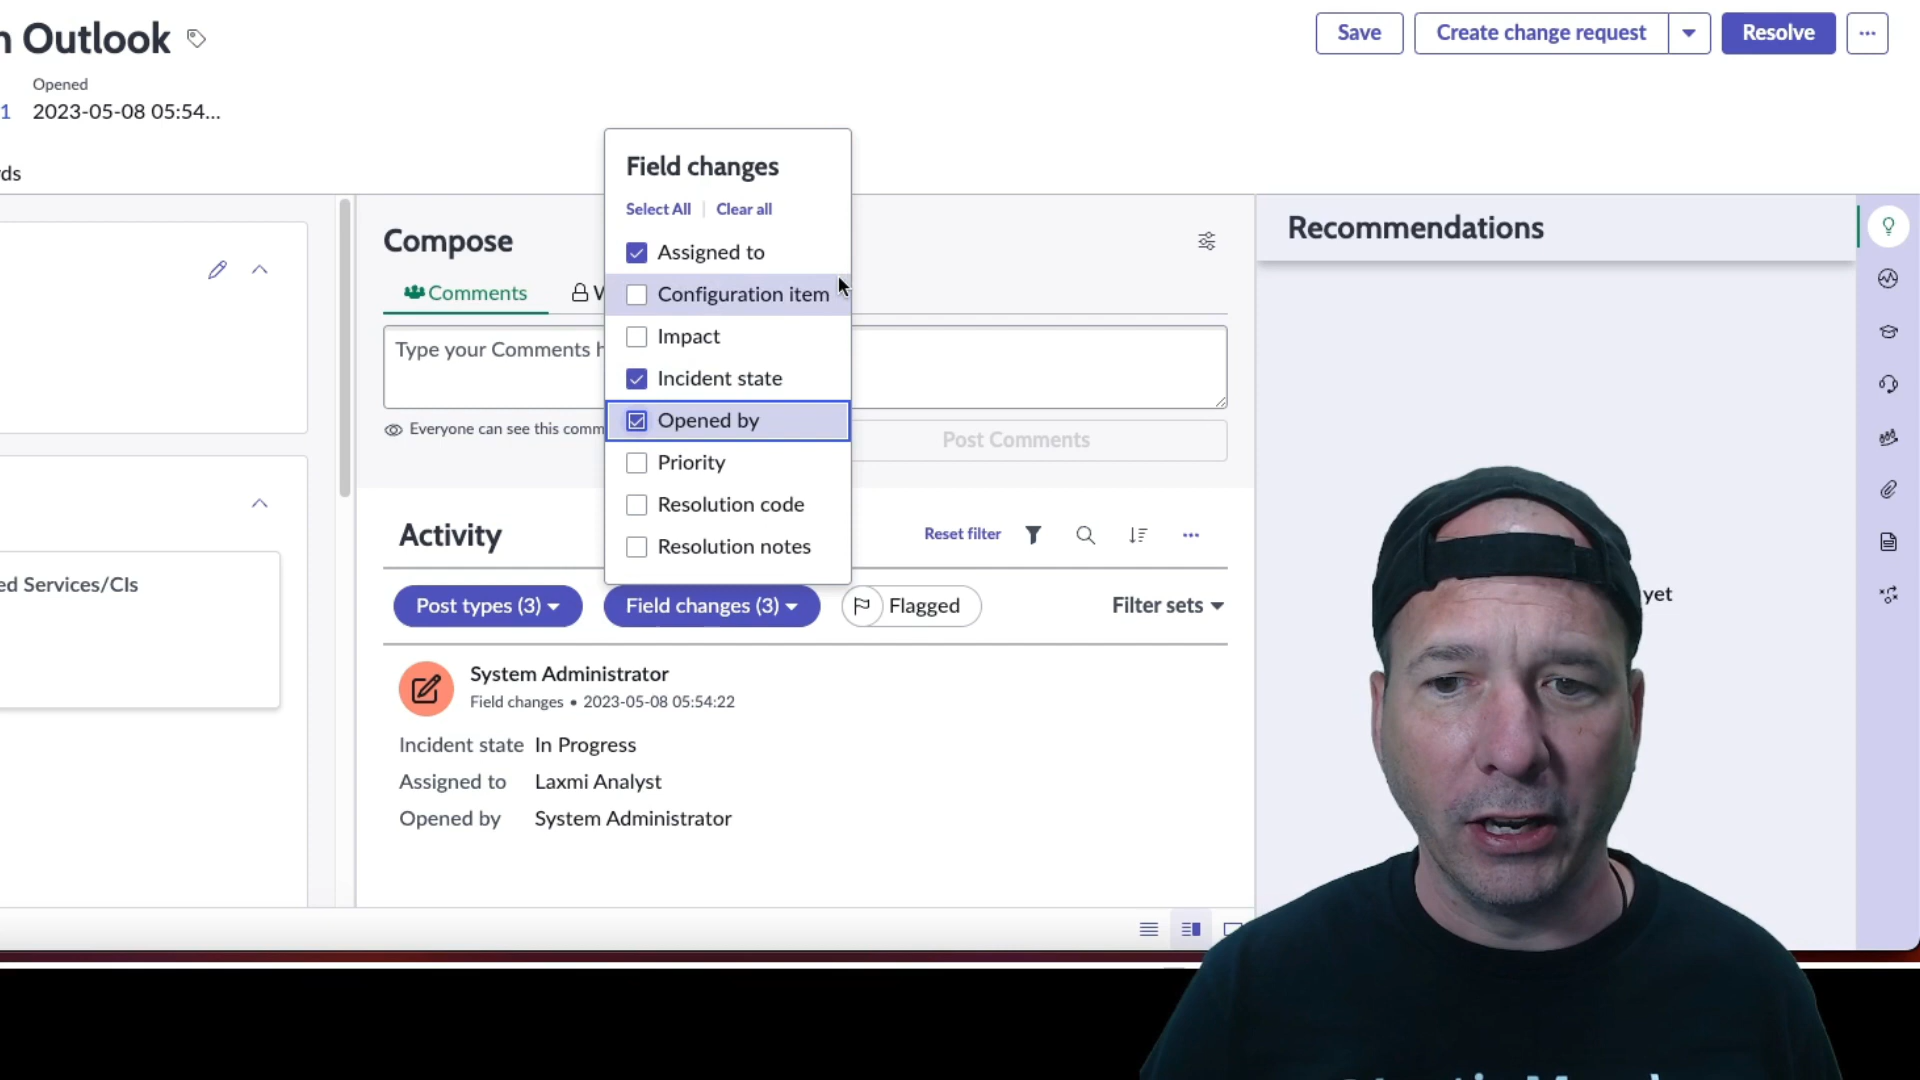 Outlook
Save
Create change request
Resolve
Opened
1
2023-05-08 05:54...
Field changes
Select All
Clear all
Assigned to
Configuration item
Impact
Incident state
Opened by
Priority
Resolution code
Resolution notes
Compose
Comments
Type your Comments
Everyone can see this
Post Comments
Recommendations
Activity
Reset filter
Post types (3)
Field changes (3)
Flagged
Filter sets
Services/CIs
yet
System Administrator
Field changes • 2023-05-08 05:54:22
Incident state In Progress
Assigned to Laxmi Analyst
Opened by System Administrator